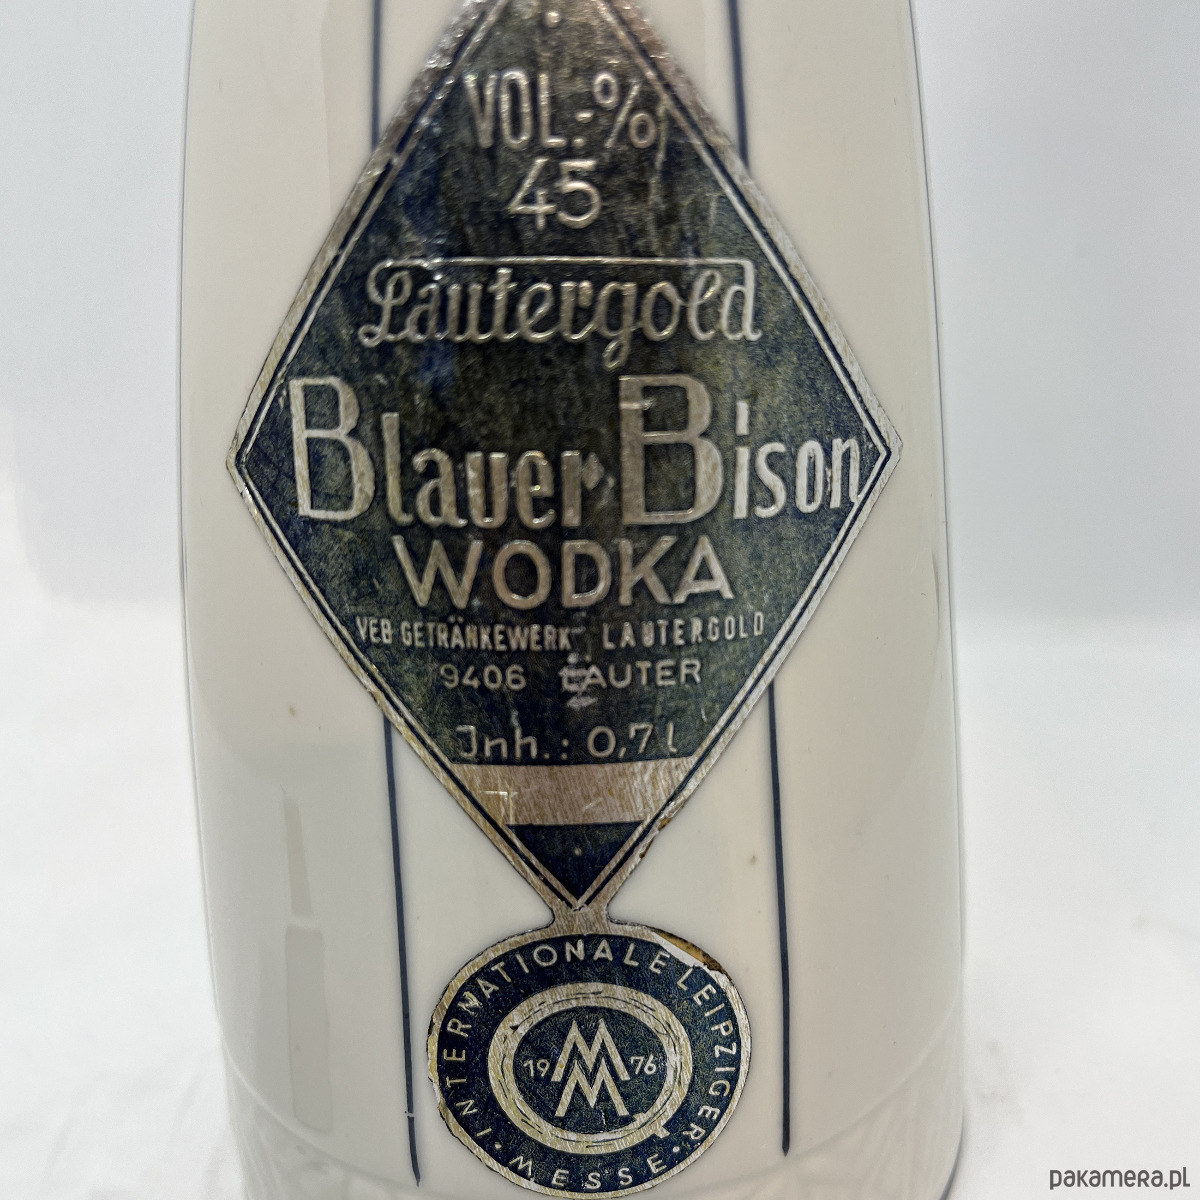 VOL.-%
45
Lautergold
Blauer Bison
WODKA
VEB GETRÄNKEWERK LAUTERGOLD
9406 LAUTER
Inh.: 0,7 l
· INTERNATIONALE LEIPZIGER · MESSE
19 MM 76
pakamera.pl